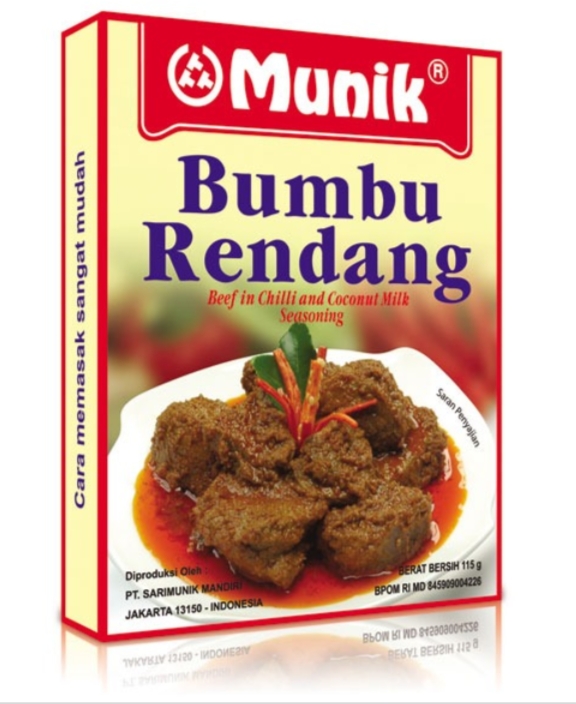 Munik®
Bumbu
Rendang
Beef in Chilli and Coconut Milk
Seasoning
Saran Penyajian
Cara memasak sangat mudah
Diproduksi Oleh :
PT. SARIMUNIK MANDIRI
JAKARTA 13150 - INDONESIA
BERAT BERSIH 115 g
BPOM RI MD 845909004226